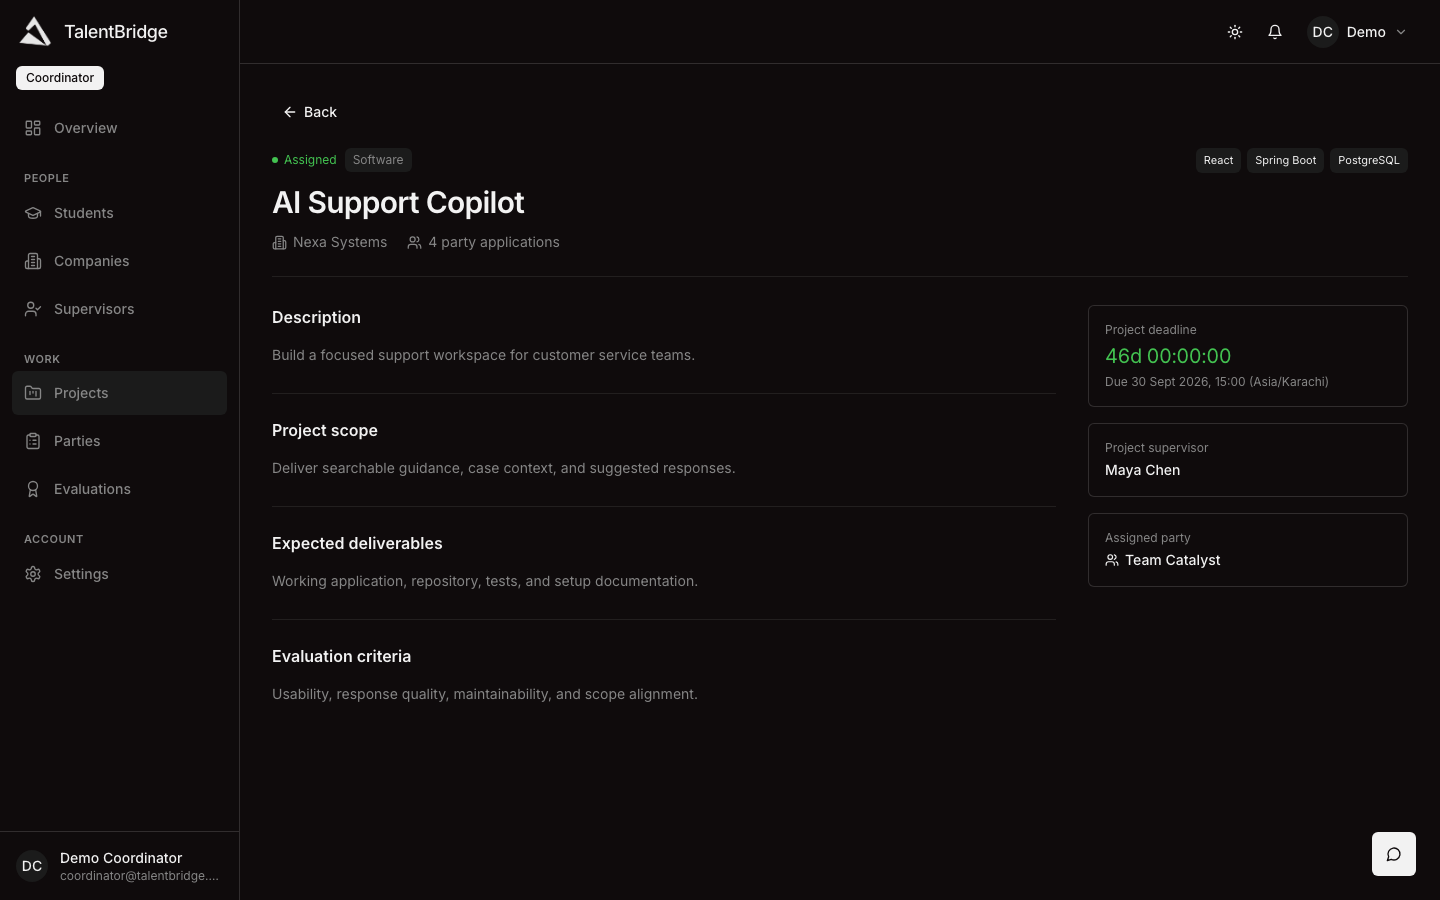 TalentBridge
Coordinator
Overview
PEOPLE
Students
Companies
Supervisors
WORK
Projects
Parties
Evaluations
ACCOUNT
Settings
DC
Demo Coordinator
coordinator@talentbridge....
DC Demo
Back
Assigned Software
React Spring Boot PostgreSQL
AI Support Copilot
Nexa Systems 4 party applications
Description
Build a focused support workspace for customer service teams.
Project scope
Deliver searchable guidance, case context, and suggested responses.
Expected deliverables
Working application, repository, tests, and setup documentation.
Evaluation criteria
Usability, response quality, maintainability, and scope alignment.
Project deadline
46d 00:00:00
Due 30 Sept 2026, 15:00 (Asia/Karachi)
Project supervisor
Maya Chen
Assigned party
Team Catalyst